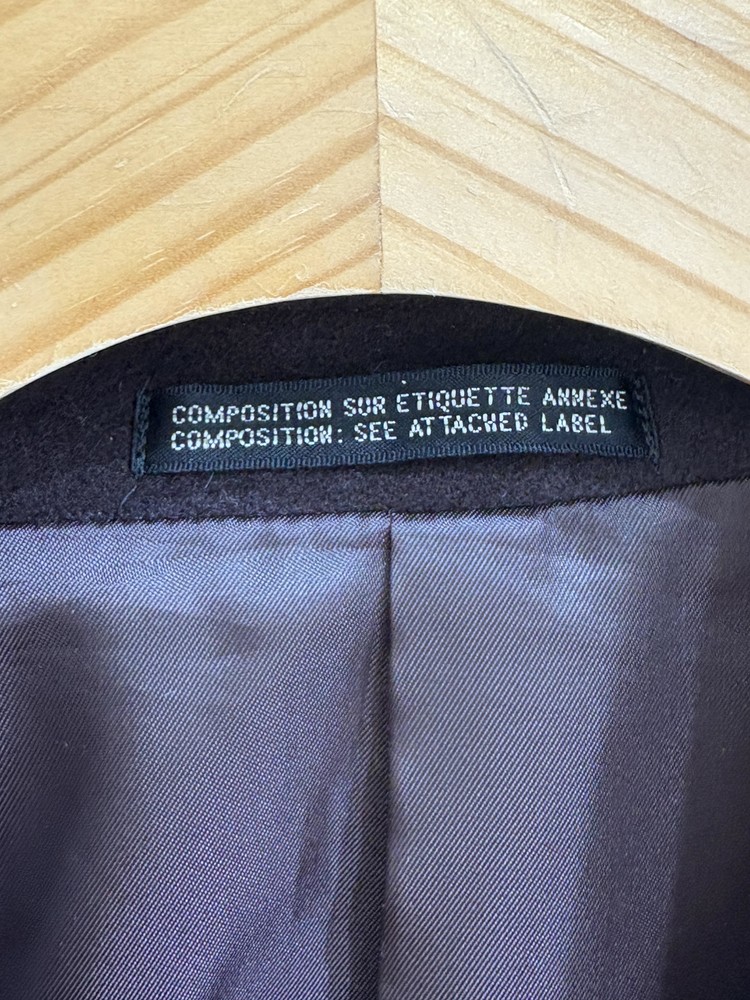 COMPOSITION SUR ETIQUETTE ANNEXE
COMPOSITION: SEE ATTACHED LABEL